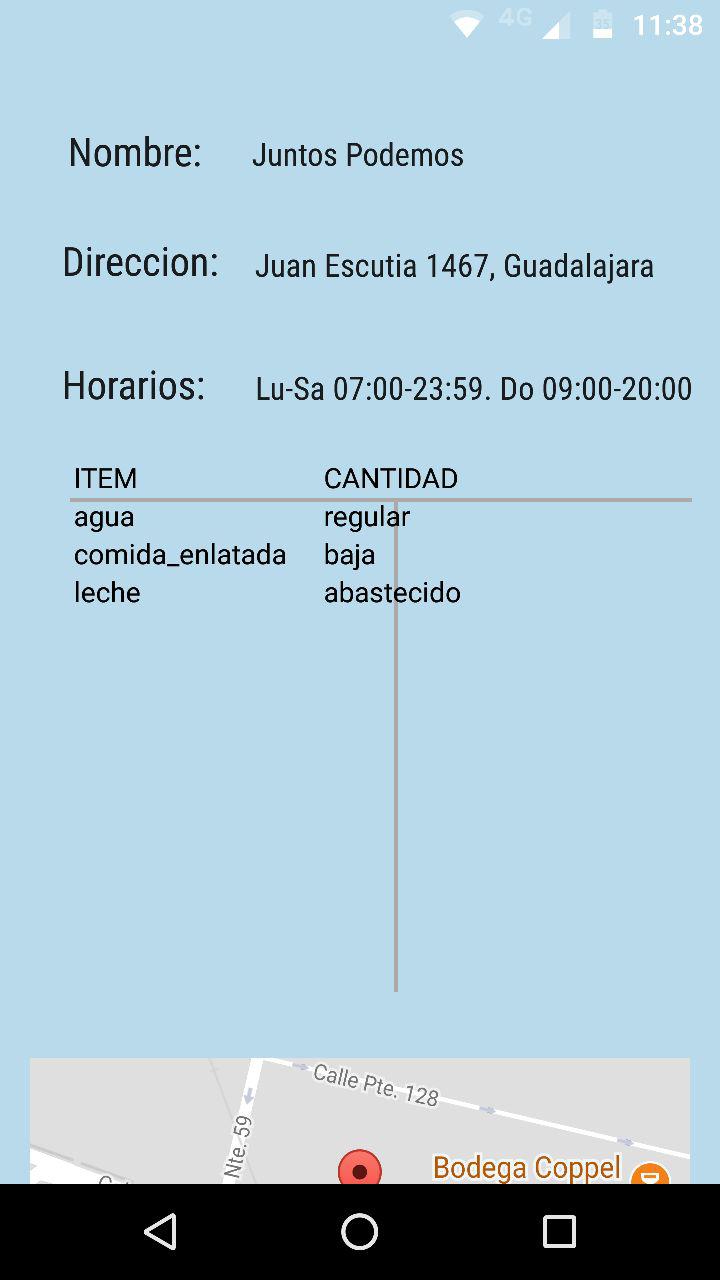 4G 35 11:38
Nombre: Juntos Podemos
Direccion: Juan Escutia 1467, Guadalajara
Horarios: Lu-Sa 07:00-23:59. Do 09:00-20:00
ITEM CANTIDAD
agua regular
comida_enlatada baja
leche abastecido
Calle Pte. 128
Nte. 59
Bodega Coppel